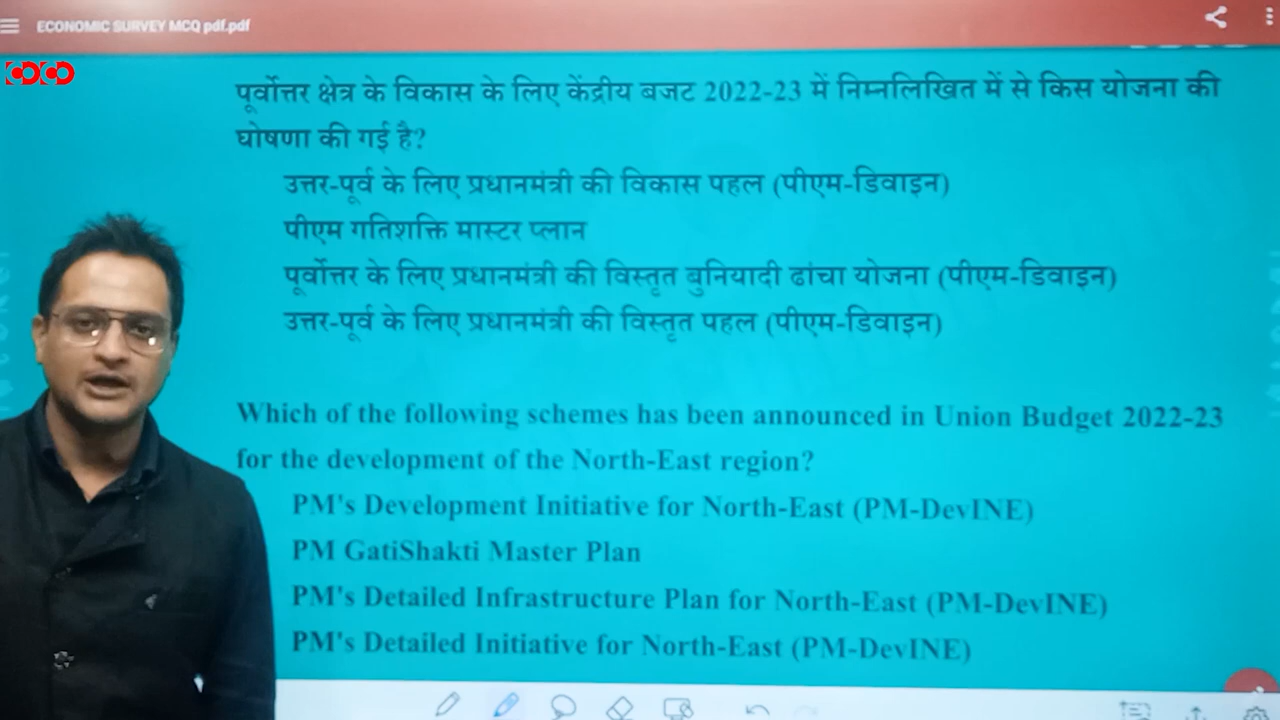 ECONOMIC SURVEY MCQ pdf.pdf
पूर्वोत्तर क्षेत्र के विकास के लिए केंद्रीय बजट 2022-23 में निम्नलिखित में से किस योजना की
घोषणा की गई है?
उत्तर-पूर्व के लिए प्रधानमंत्री की विकास पहल (पीएम-डिवाइन)
पीएम गतिशक्ति मास्टर प्लान
पूर्वोत्तर के लिए प्रधानमंत्री की विस्तृत बुनियादी ढांचा योजना (पीएम-डिवाइन)
उत्तर-पूर्व के लिए प्रधानमंत्री की विस्तृत पहल (पीएम-डिवाइन)
Which of the following schemes has been announced in Union Budget 2022-23
for the development of the North-East region?
PM's Development Initiative for North-East (PM-DevINE)
PM GatiShakti Master Plan
PM's Detailed Infrastructure Plan for North-East (PM-DevINE)
PM's Detailed Initiative for North-East (PM-DevINE)